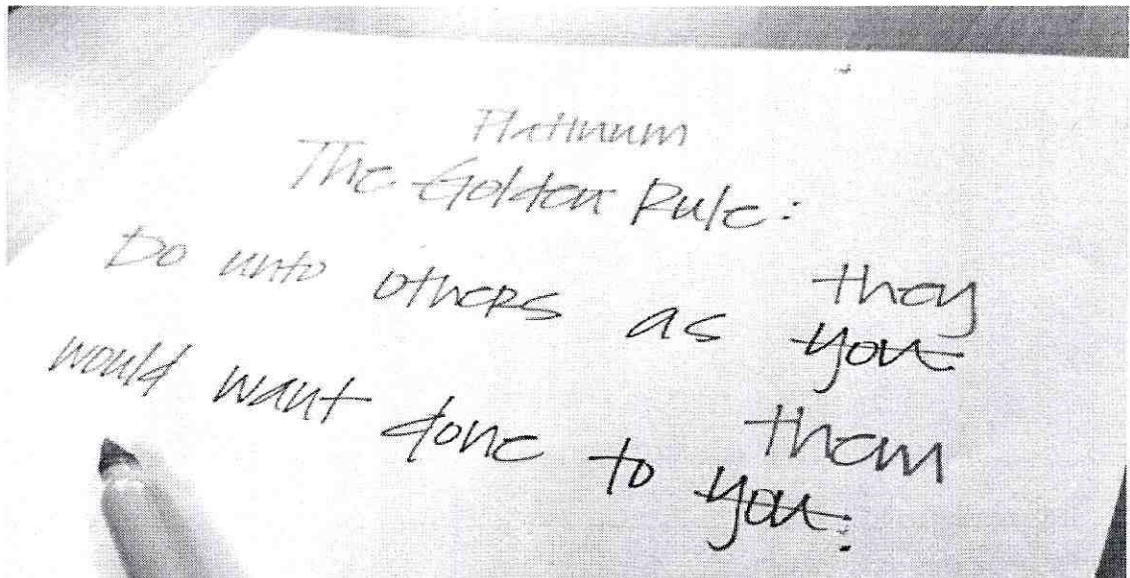 Platinum
The Golden Rule:
they
Do unto others as you
them
would want done to you.